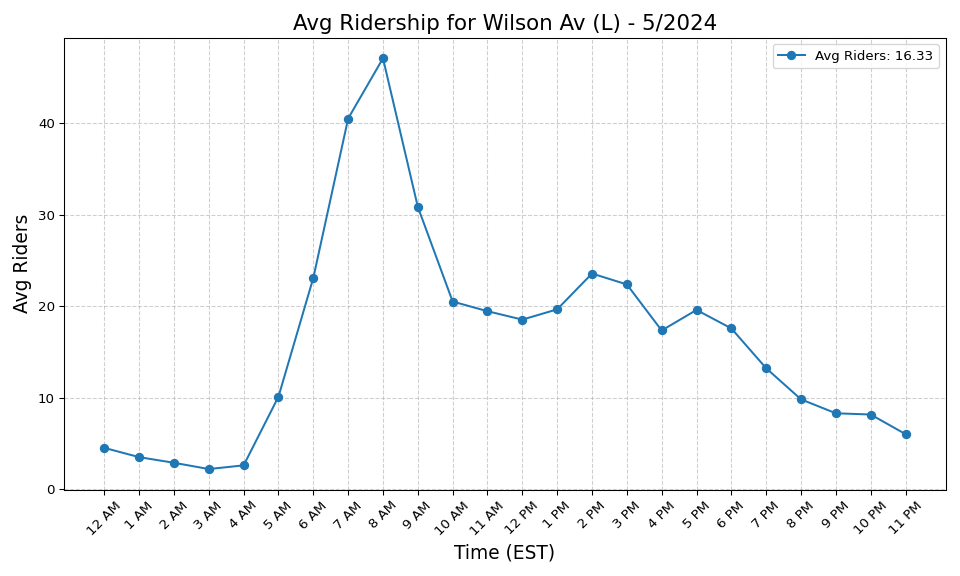 Avg Ridership for Wilson Av (L) - 5/2024
Avg Riders: 16.33
Avg Riders
40
30
20
10
0
12 AM
1 AM
2 AM
3 AM
4 AM
5 AM
6 AM
7 AM
8 AM
9 AM
10 AM
11 AM
12 PM
1 PM
2 PM
3 PM
4 PM
5 PM
6 PM
7 PM
8 PM
9 PM
10 PM
11 PM
Time (EST)